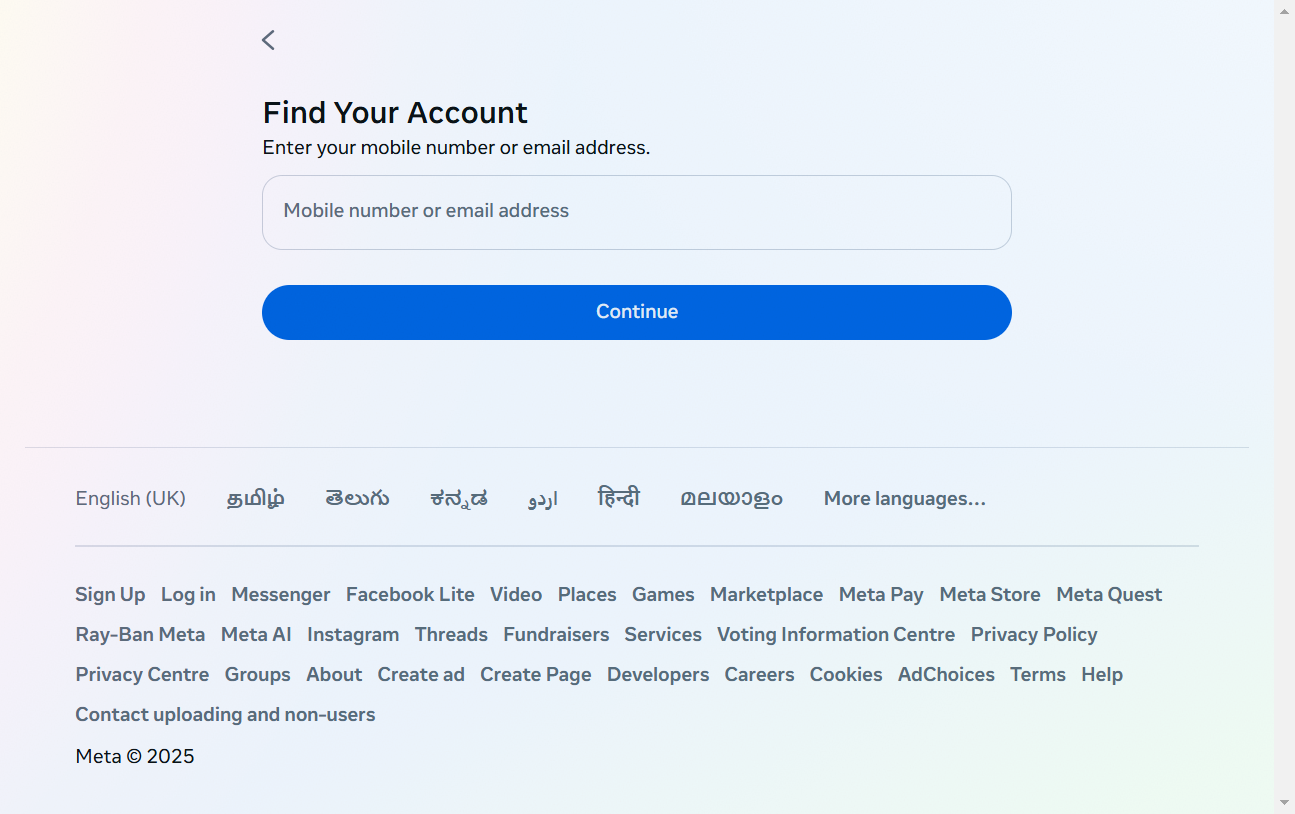 Find Your Account
Enter your mobile number or email address.
Mobile number or email address
Continue
English (UK) தமிழ் తెలుగు ಕನ್ನಡ اردو हिन्दी മലയാളം More languages…
Sign Up Log in Messenger Facebook Lite Video Places Games Marketplace Meta Pay Meta Store Meta Quest
Ray-Ban Meta Meta AI Instagram Threads Fundraisers Services Voting Information Centre Privacy Policy
Privacy Centre Groups About Create ad Create Page Developers Careers Cookies AdChoices Terms Help
Contact uploading and non-users
Meta © 2025